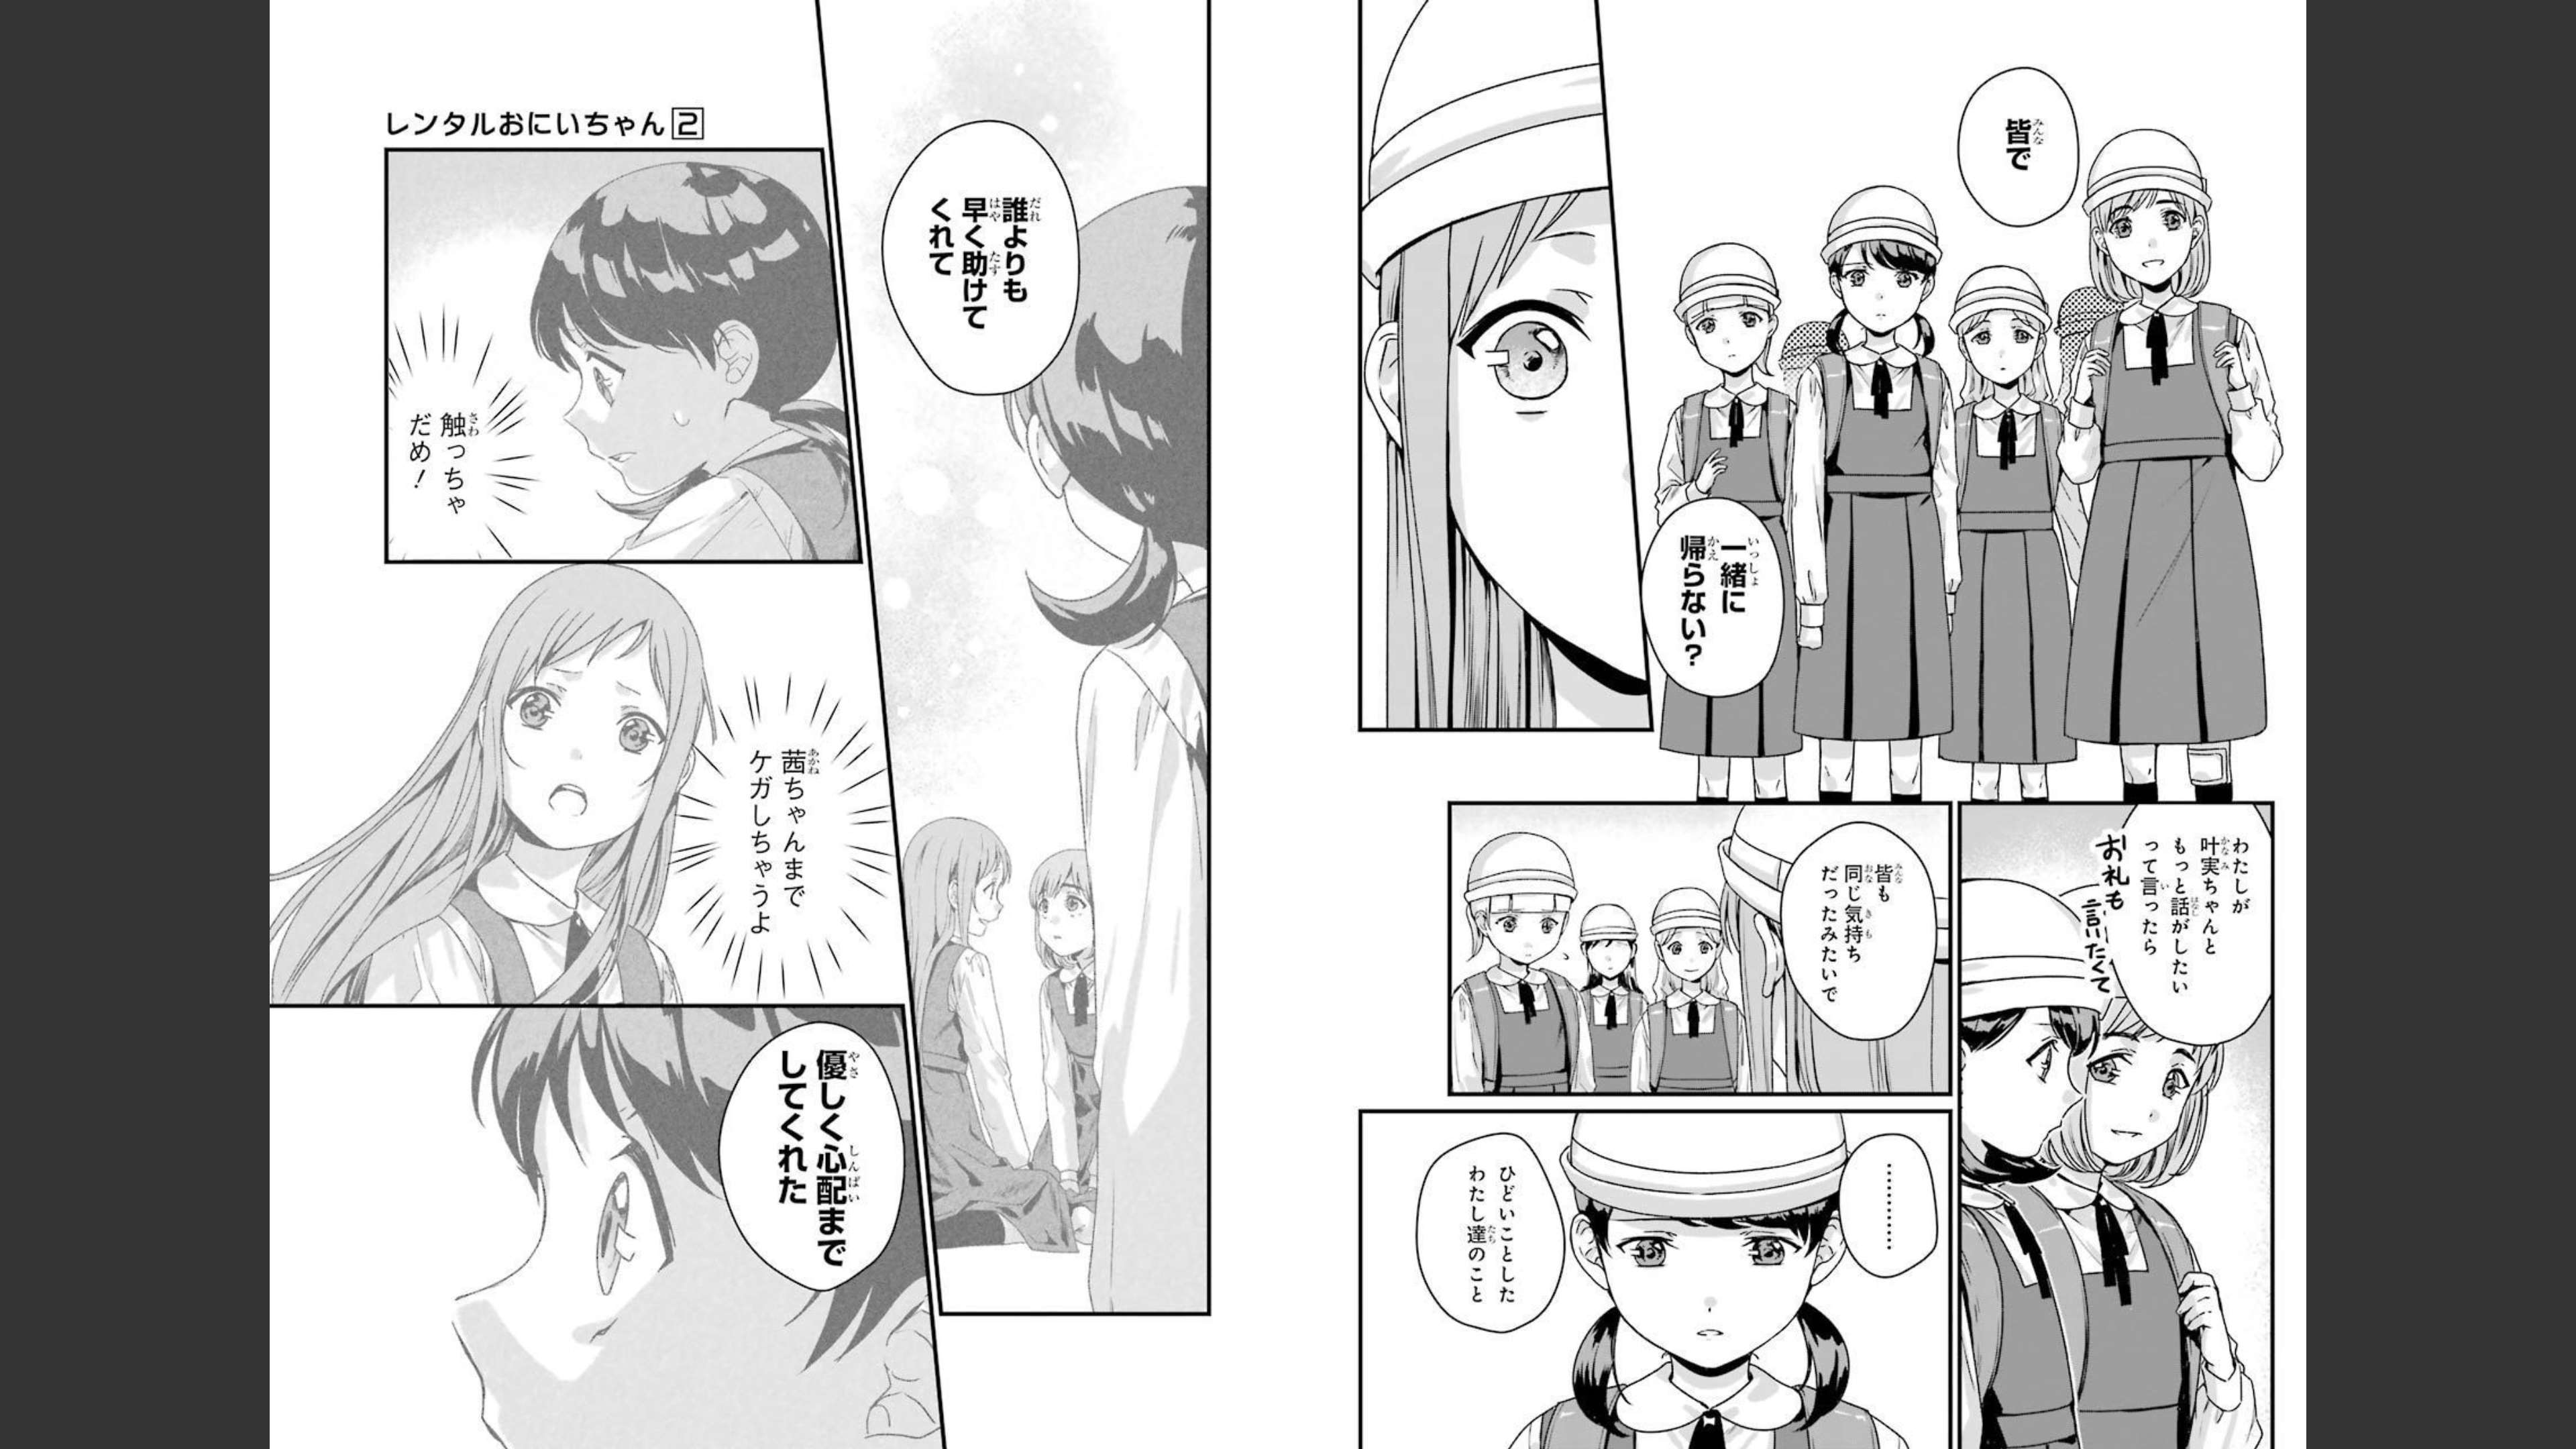 皆で
一緒に
帰らない？
わたしが
叶実ちゃんと
もっと話がしたい
って言ったら
お礼も
言いたくて
皆も
同じ気持ち
だったみたいで
…………
ひどいことした
わたし達のこと
レンタルおにいちゃん2
誰よりも
早く助けて
くれて
触っちゃ
だめ！
茜ちゃんまで
ケガしちゃうよ
優しく心配まで
してくれた